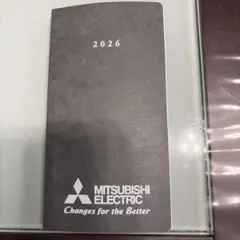 2026
MITSUBISHI
ELECTRIC
Changes for the Better